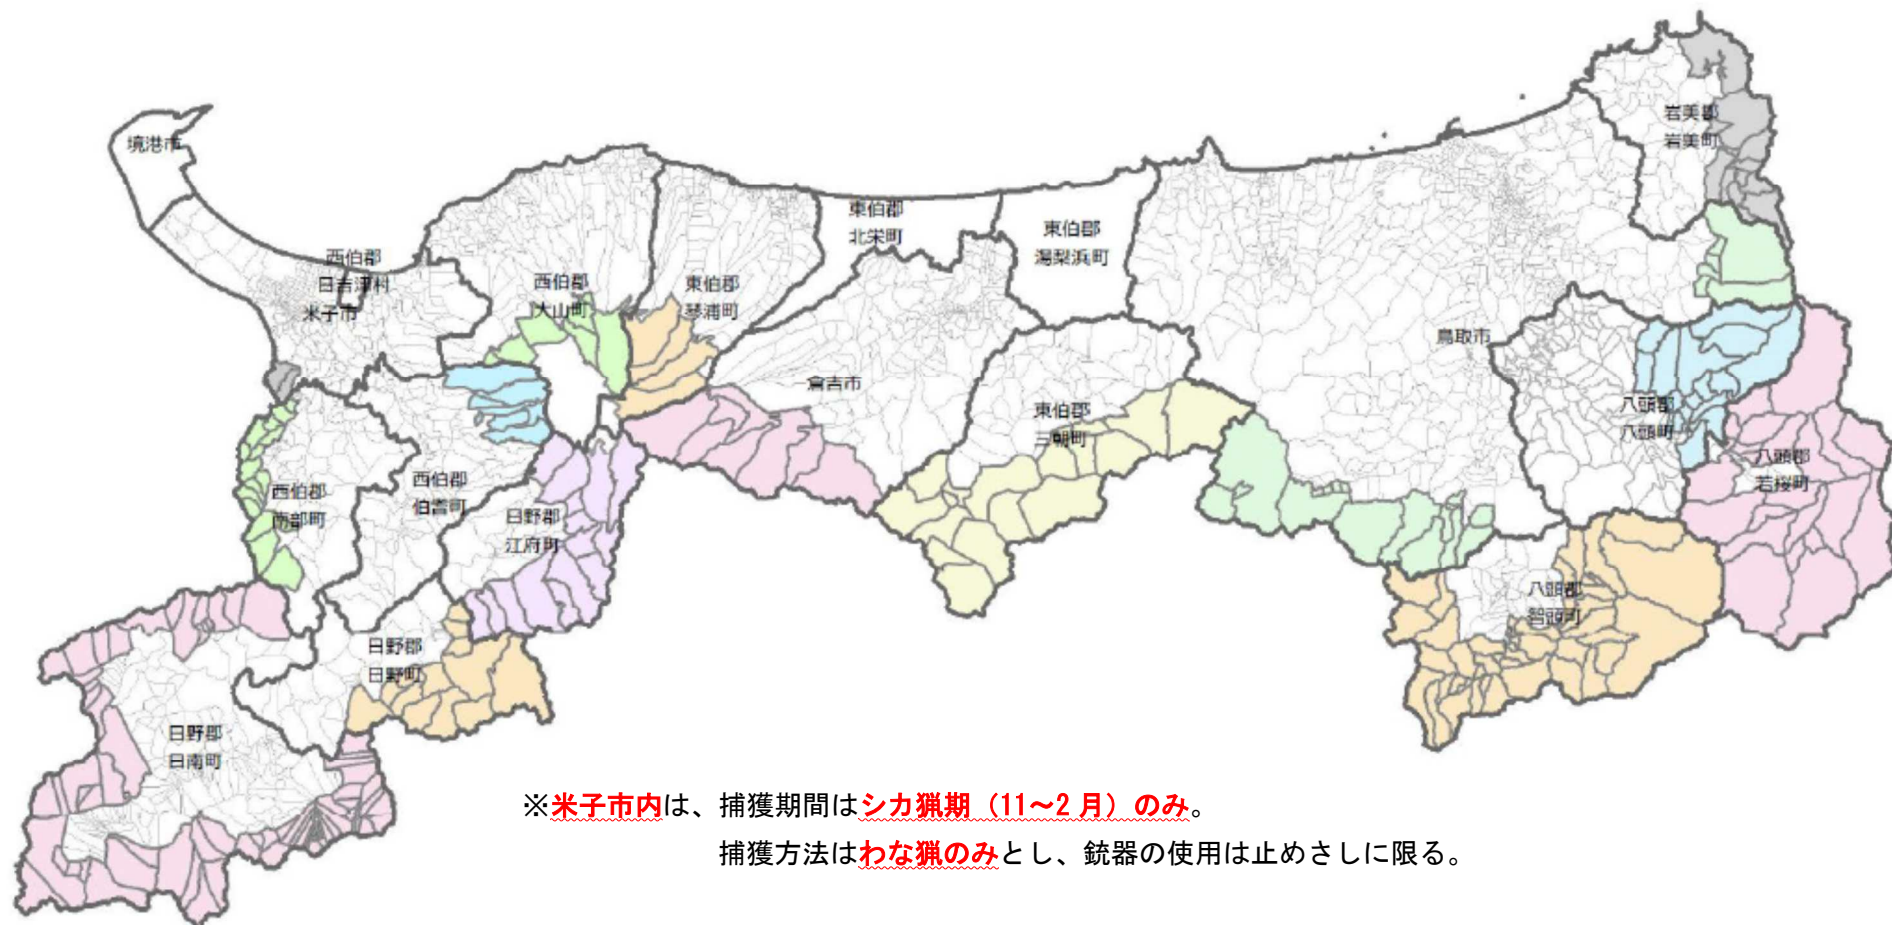 境港市
岩美郡
岩美町
東伯郡
北栄町
東伯郡
湯梨浜町
西伯郡
日吉津村
米子市
西伯郡
大山町
東伯郡
琴浦町
鳥取市
倉吉市
東伯郡
三朝町
八頭郡
八頭町
八頭郡
若桜町
西伯郡
南部町
西伯郡
伯耆町
日野郡
江府町
八頭郡
智頭町
日野郡
日野町
日野郡
日南町
※米子市内は、捕獲期間はシカ猟期（11～2月）のみ。
捕獲方法はわな猟のみとし、銃器の使用は止めさしに限る。